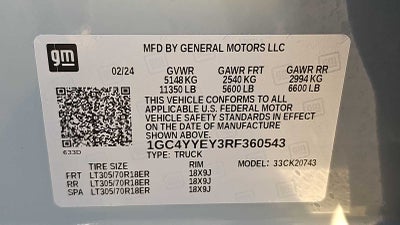 gm
MFD BY GENERAL MOTORS LLC
02/24 GVWR GAWR FRT GAWR RR
5148 KG 2540 KG 2994 KG
11350 LB 5600 LB 6600 LB
THIS VEHICLE CONFORMS TO ALL APPLICABLE
U.S. FEDERAL MOTOR
VEHICLE SAFETY STANDARDS IN EFFECT
ON THE DATE OF MANUFACTURE
SHOWN ABOVE.
1GC4YYEY3RF360543
TYPE: TRUCK
633D
TIRE SIZE RIM MODEL: 33CK20743
FRT LT305/70R18ER 18X9J
RR LT305/70R18ER 18X9J
SPA LT305/70R18ER 18X9J